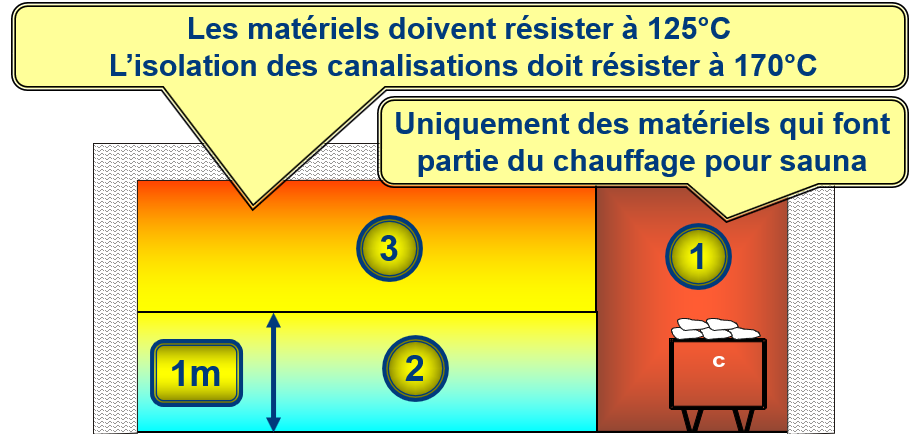 Les matériels doivent résister à 125°C
L'isolation des canalisations doit résister à 170°C
Uniquement des matériels qui font
partie du chauffage pour sauna
3
1
1m
2
C